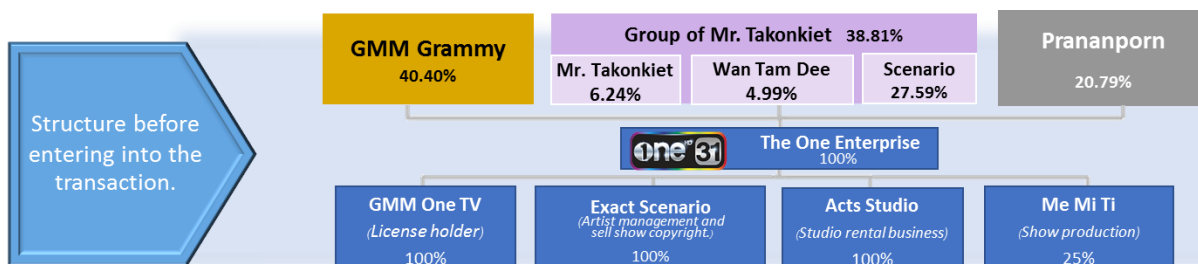 Structure before
entering into the
transaction.
GMM Grammy
40.40%
Group of Mr. Takonkiet 38.81%
Mr. Takonkiet
6.24%
Wan Tam Dee
4.99%
Scenario
27.59%
Prananporn
20.79%
one HD 31
The One Enterprise
100%
GMM One TV
(License holder)
100%
Exact Scenario
(Artist management and
sell show copyright.)
100%
Acts Studio
(Studio rental business)
100%
Me Mi Ti
(Show production)
25%